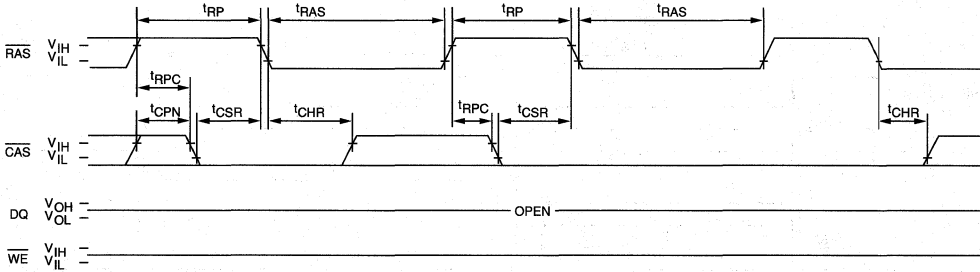 tRP tRAS tRP tRAS
RAS VIH
VIL
tRPC
tCPN tCSR tCHR tRPC tCSR tCHR
CAS VIH
VIL
DQ VOH
VOL
OPEN
WE VIH
VIL